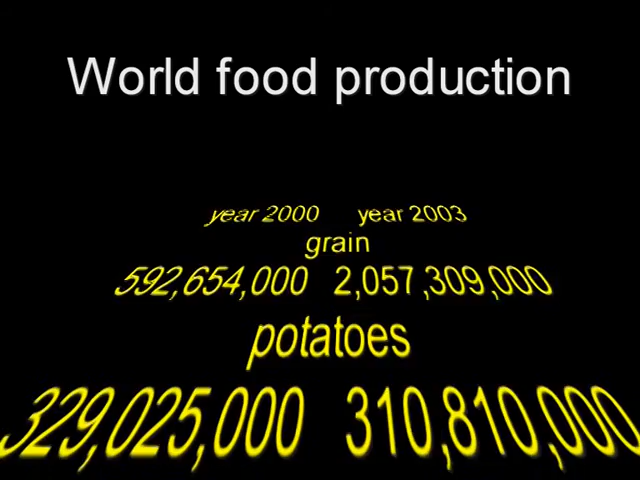 World food production
year 2000 year 2003
grain
592,654,000 2,057,309,000
potatoes
329,025,000 310,810,000